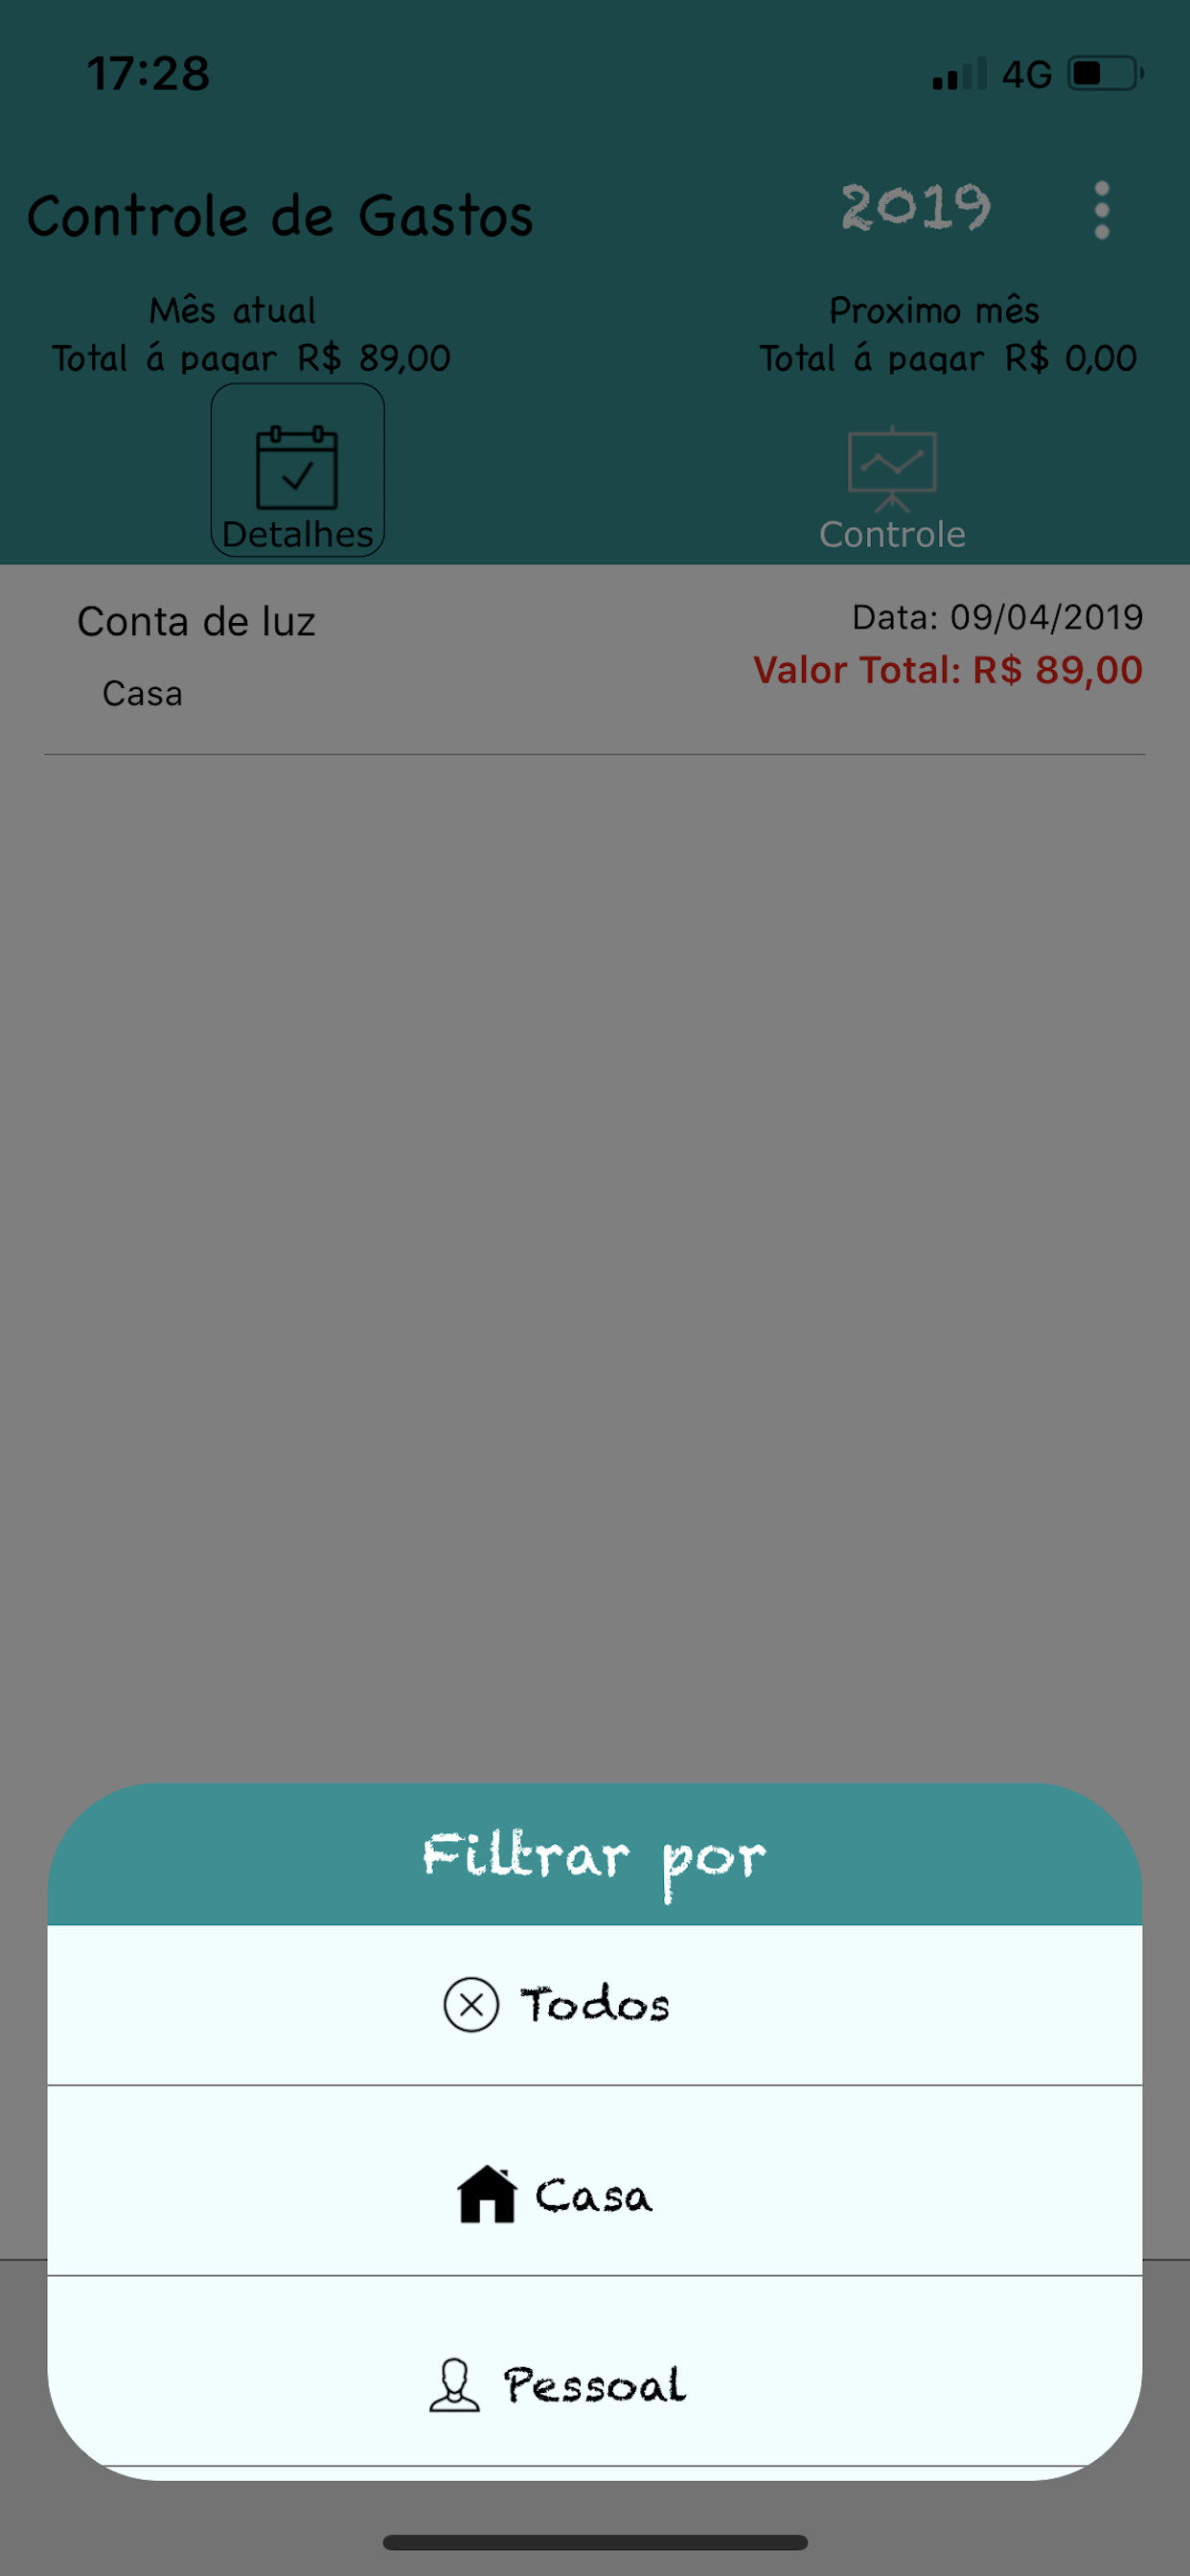 17:28
4G
Controle de Gastos
2019
Mês atual
Total á pagar R$ 89,00
Proximo mês
Total á pagar R$ 0,00
Detalhes
Controle
Conta de luz
Data: 09/04/2019
Valor Total: R$ 89,00
Casa
Filtrar por
Todos
Casa
Pessoal